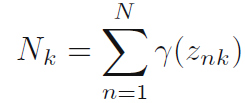 $N_k = \sum_{n=1}^{N} \gamma(z_{nk})$